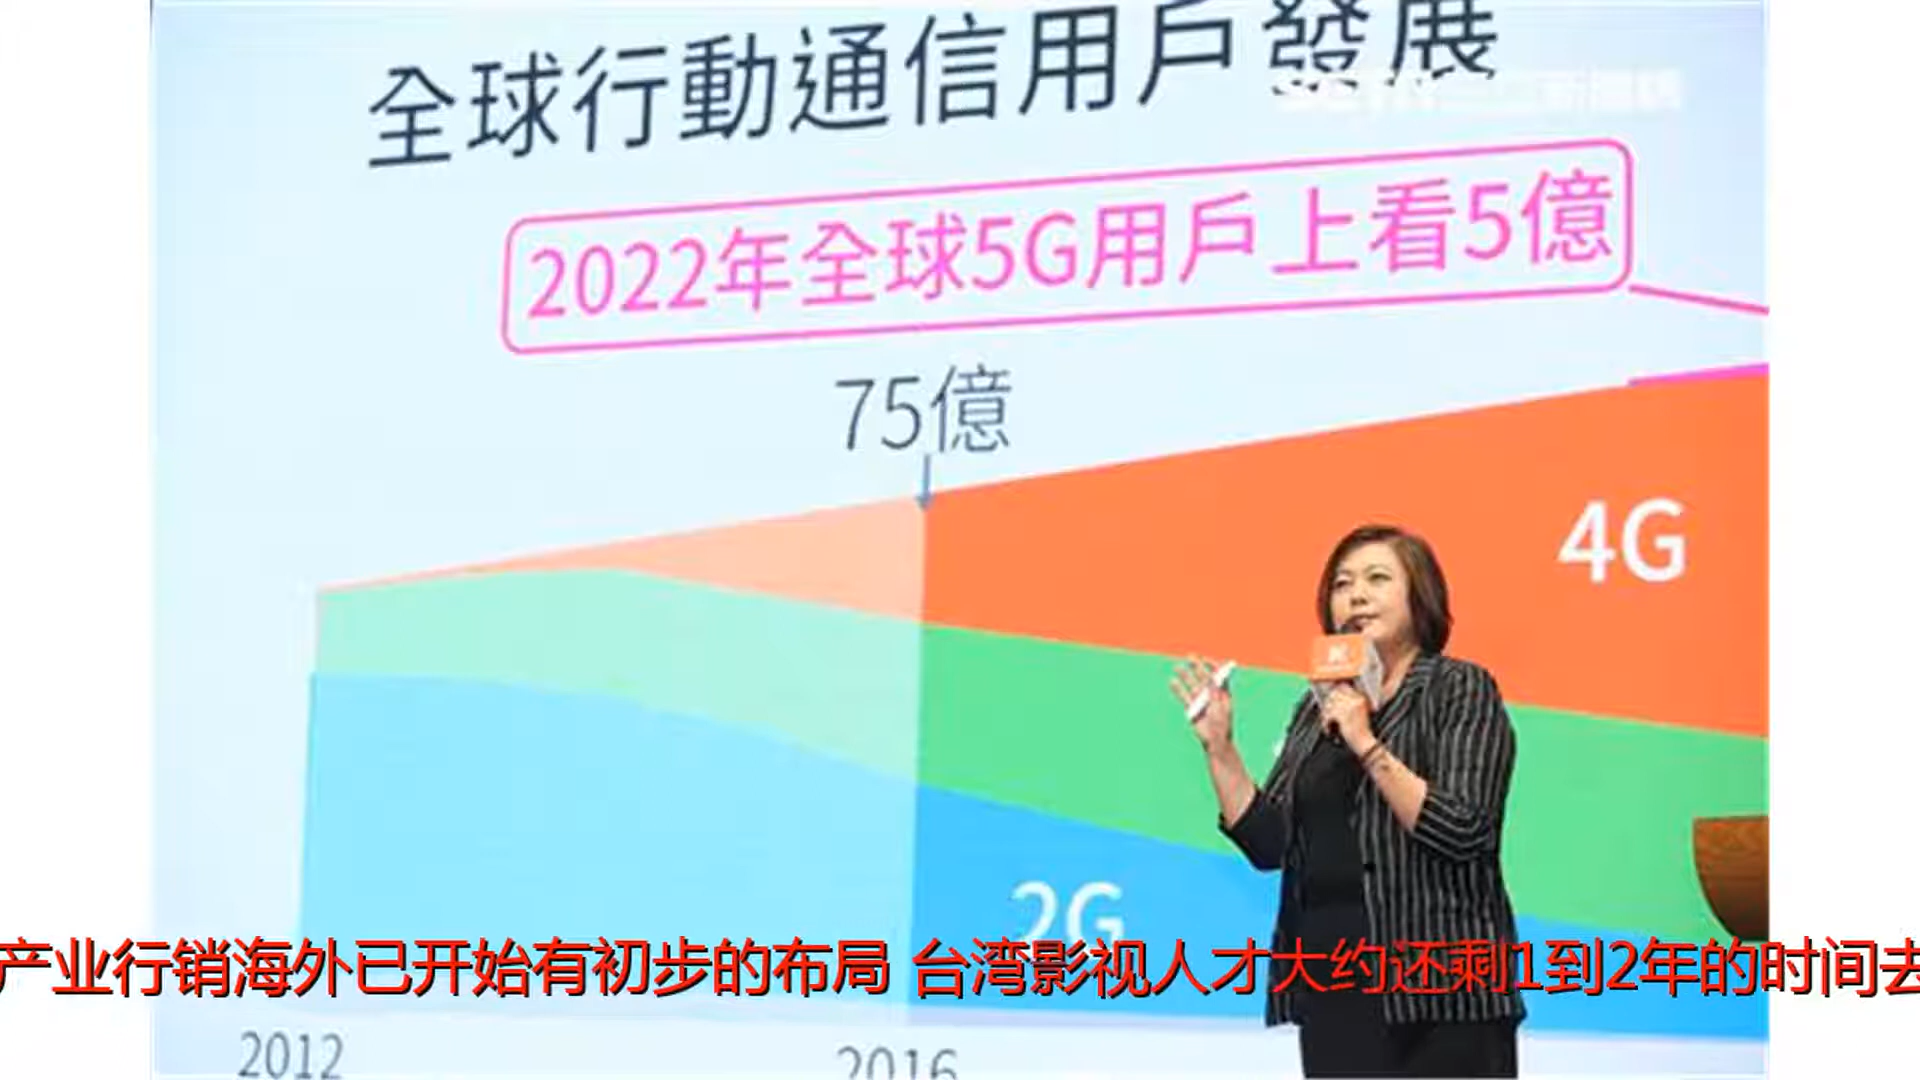 全球行動通信用戶發展
2022年全球5G用戶上看5億
75億
4G
2G
产业行销海外已开始有初步的布局 台湾影视人才大约还剩1到2年的时间去
2012
2016